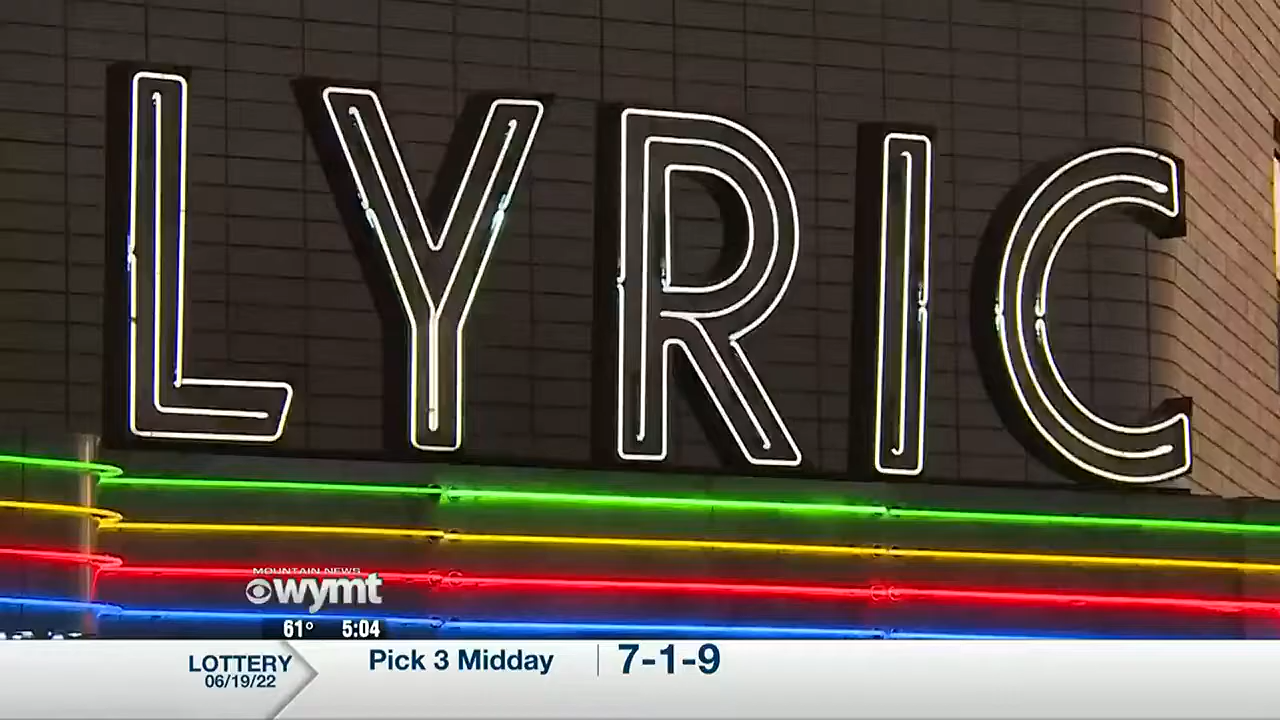 LYRIC
MOUNTAIN NEWS
wymt
61° 5:04
LOTTERY
06/19/22
Pick 3 Midday
7-1-9